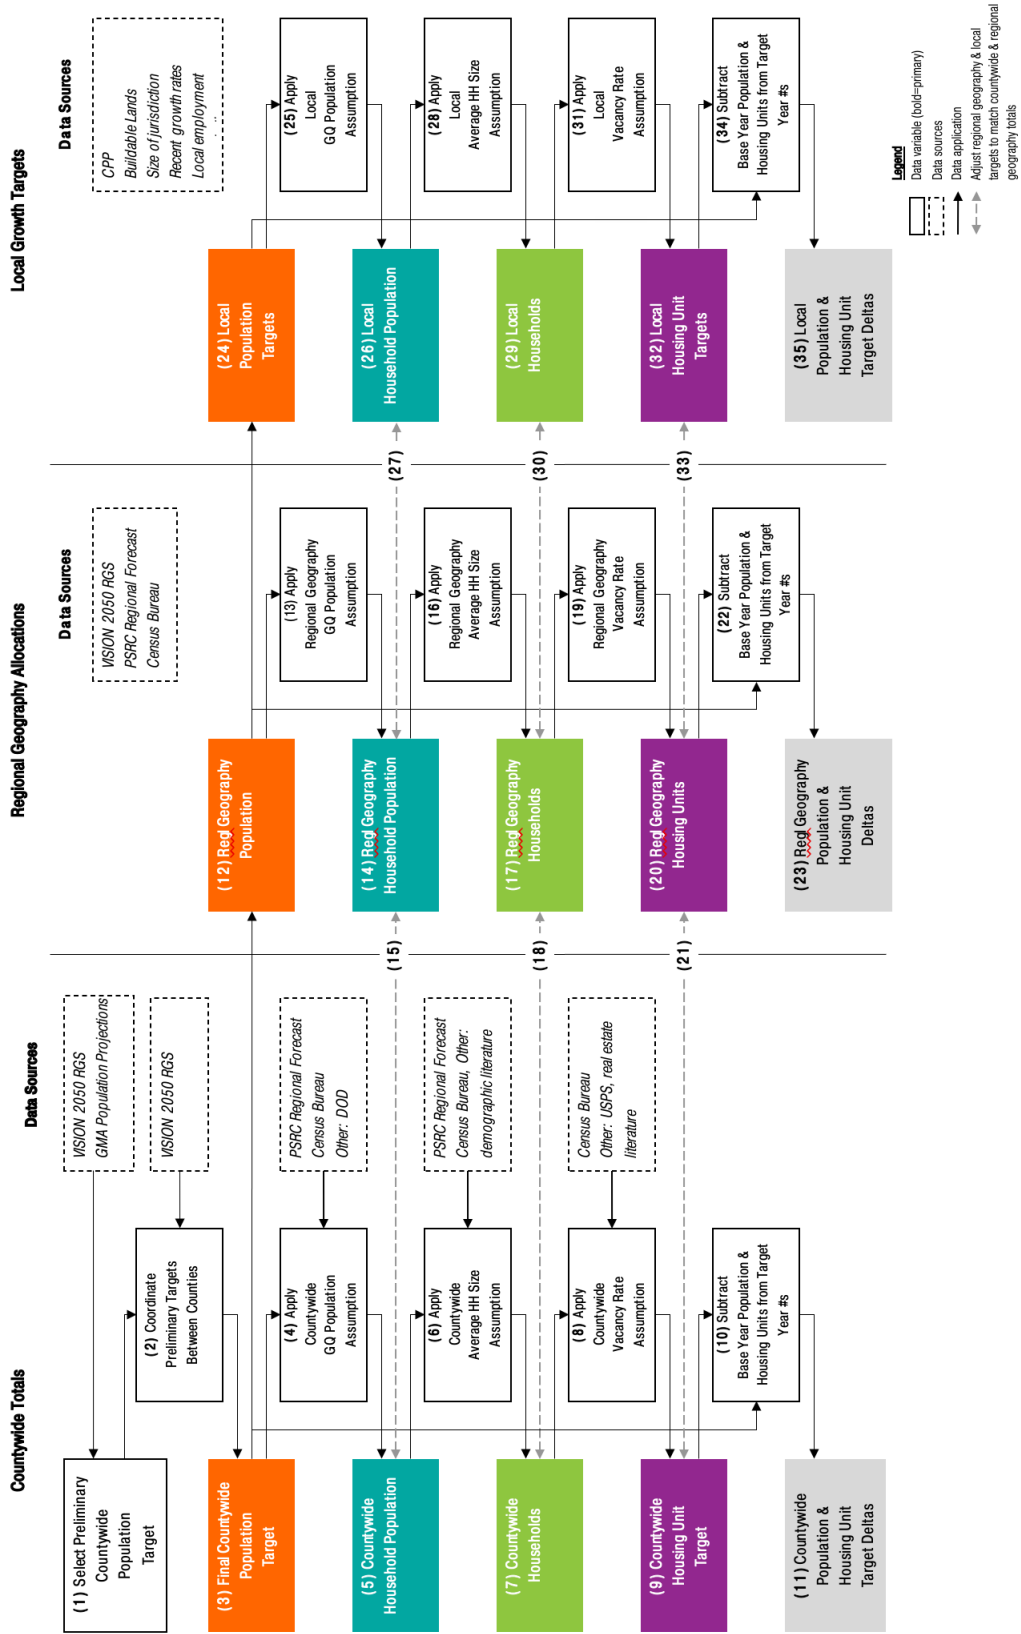 Countywide Totals
Data Sources
Regional Geography Allocations
Data Sources
Local Growth Targets
Data Sources
(1) Select Preliminary
Countywide
Population
Target
VISION 2050 RGS
GMA Population Projections
(2) Coordinate
Preliminary Targets
Between Counties
VISION 2050 RGS
(3) Final Countywide
Population
Target
(4) Apply
Countywide
GQ Population
Assumption
PSRC Regional Forecast
Census Bureau
Other: DOD
(5) Countywide
Household Population
(6) Apply
Countywide
Average HH Size
Assumption
PSRC Regional Forecast
Census Bureau, Other:
demographic literature
(7) Countywide
Households
(8) Apply
Countywide
Vacancy Rate
Assumption
Census Bureau
Other: USPS, real estate
literature
(9) Countywide
Housing Unit
Target
(10) Subtract
Base Year Population &
Housing Units from Target
Year #s
(11) Countywide
Population &
Housing Unit
Target Deltas
(15)
(18)
(21)
VISION 2050 RGS
PSRC Regional Forecast
Census Bureau
(12) Regl Geography
Population
(13) Apply
Regional Geography
GQ Population
Assumption
(14) Regl Geography
Household Population
(16) Apply
Regional Geography
Average HH Size
Assumption
(17) Regl Geography
Households
(19) Apply
Regional Geography
Vacancy Rate
Assumption
(20) Regl Geography
Housing Units
(22) Subtract
Base Year Population &
Housing Units from Target
Year #s
(23) Regl Geography
Population &
Housing Unit
Deltas
(27)
(30)
(33)
CPP
Buildable Lands
Size of jurisdiction
Recent growth rates
Local employment
(24) Local
Population
Targets
(25) Apply
Local
GQ Population
Assumption
(26) Local
Household Population
(28) Apply
Local
Average HH Size
Assumption
(29) Local
Households
(31) Apply
Local
Vacancy Rate
Assumption
(32) Local
Housing Unit
Targets
(34) Subtract
Base Year Population &
Housing Units from Target
Year #s
(35) Local
Population &
Housing Unit
Target Deltas
Legend
Data variable (bold=primary)
Data sources
Data application
Adjust regional geography & local
targets to match countywide & regional
geography totals